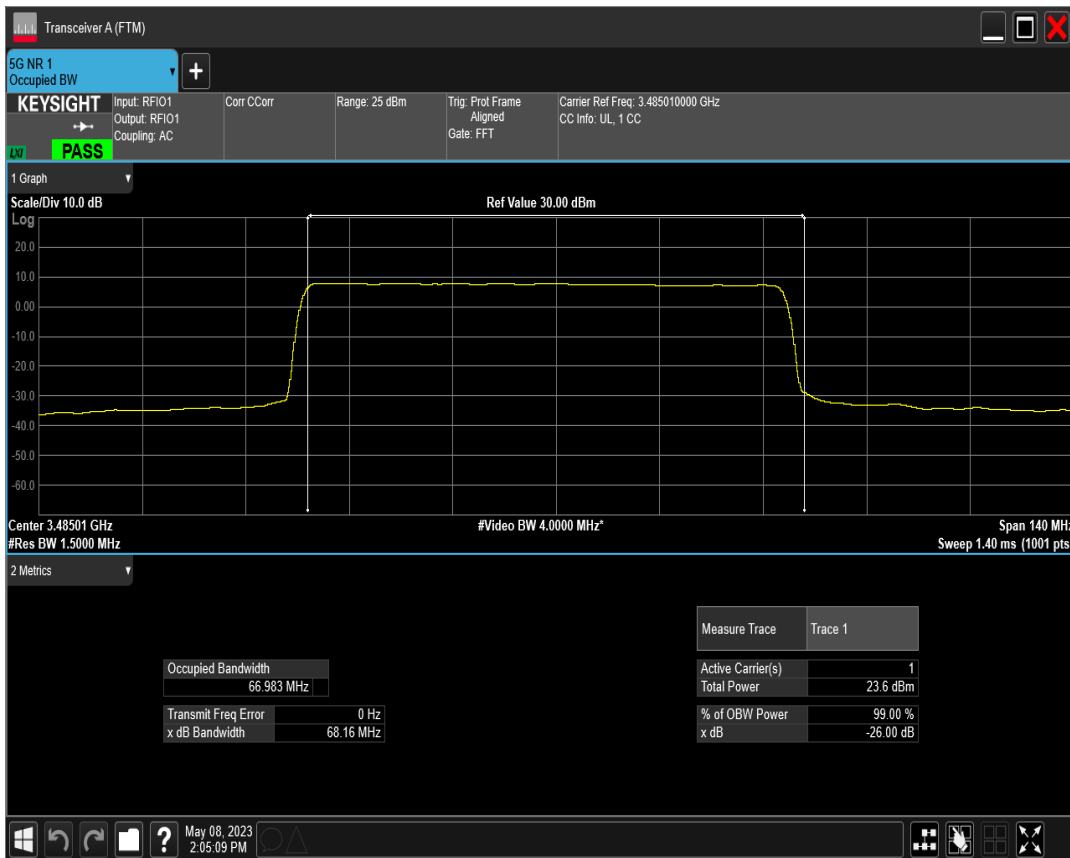 Transceiver A (FTM)
5G NR 1
Occupied BW
+
KEYSIGHT
LXI
PASS
Input: RFIO1
Output: RFIO1
Coupling: AC
Corr CCorr
Range: 25 dBm
Trig: Prot Frame
Aligned
Gate: FFT
Carrier Ref Freq: 3.485010000 GHz
CC Info: UL, 1 CC
1 Graph
Scale/Div 10.0 dB
Ref Value 30.00 dBm
Log
20.0
10.0
0.00
-10.0
-20.0
-30.0
-40.0
-50.0
-60.0
Center 3.48501 GHz
#Video BW 4.0000 MHz*
Span 140 MHz
#Res BW 1.5000 MHz
Sweep 1.40 ms (1001 pts
2 Metrics
Measure Trace Trace 1
Occupied Bandwidth
66.983 MHz
Active Carrier(s) 1
Total Power 23.6 dBm
Transmit Freq Error 0 Hz
x dB Bandwidth 68.16 MHz
% of OBW Power 99.00 %
x dB -26.00 dB
?
May 08, 2023
2:05:09 PM